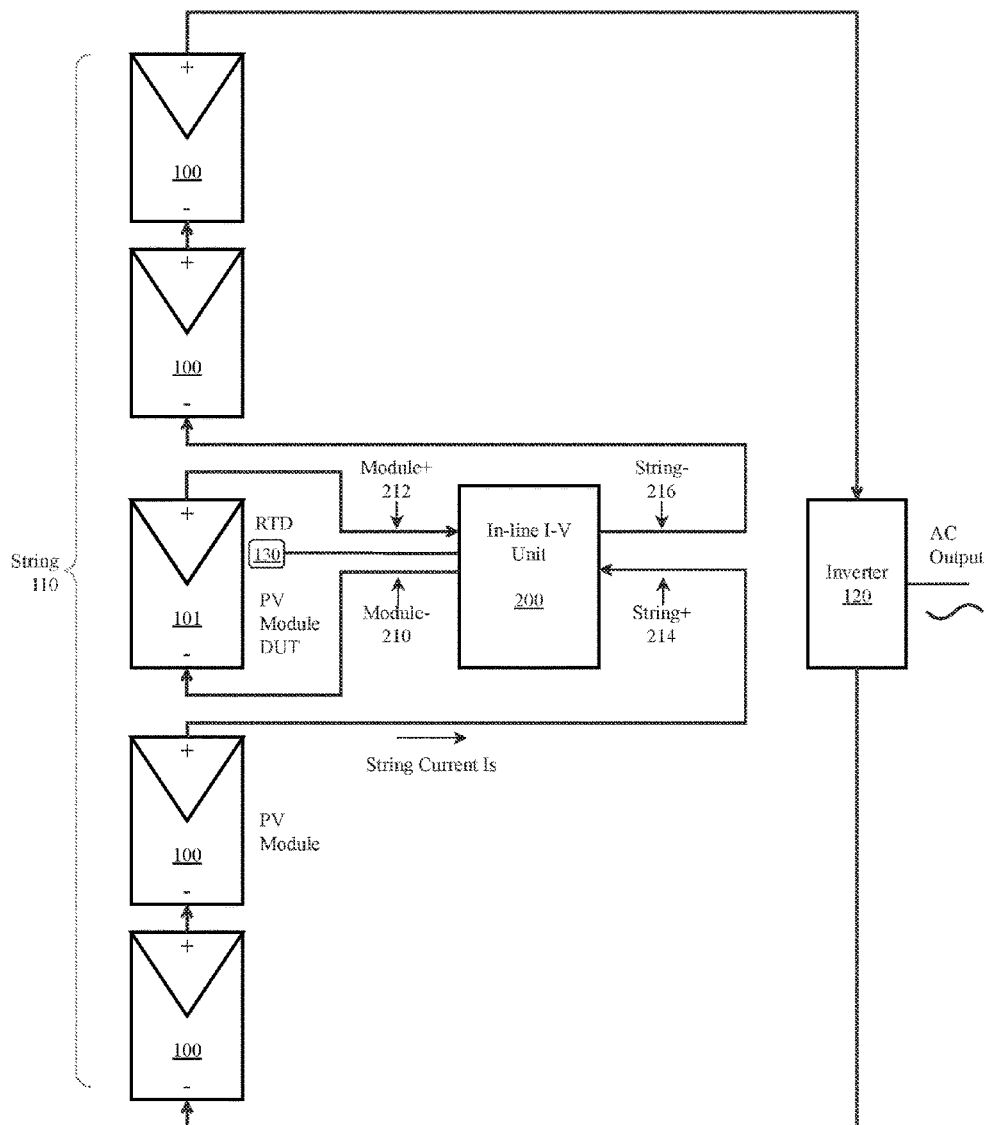 +
100
-
+
100
-
Module+
212
String-
216
+
RTD
130
In-line I-V
Unit
200
String
110
101
PV
Module
DUT
-
Module-
210
String+
214
Inverter
120
AC
Output
String Current Is
+
PV
Module
100
-
+
100
-